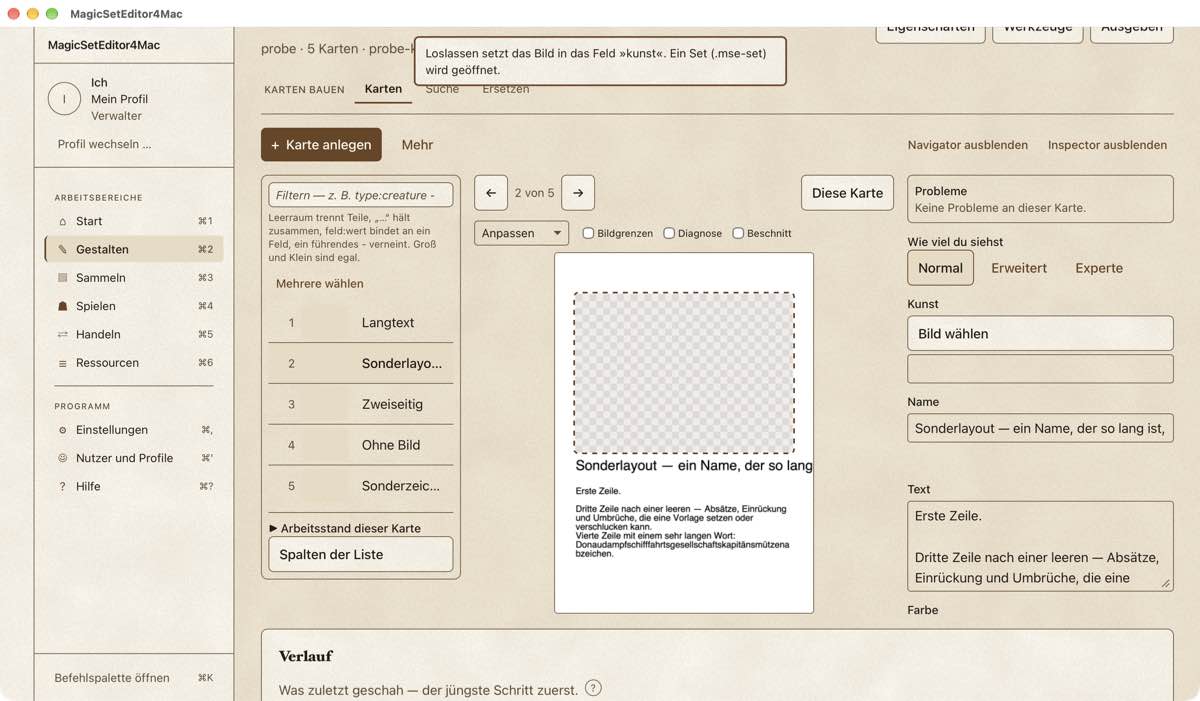 MagicSetEditor4Mac
MagicSetEditor4Mac
I
Ich
Mein Profil
Verwalter
Profil wechseln ...
ARBEITSBEREICHE
Start ⌘1
Gestalten ⌘2
Sammeln ⌘3
Spielen ⌘4
Handeln ⌘5
Ressourcen ⌘6
PROGRAMM
Einstellungen ⌘,
Nutzer und Profile ⌘'
? Hilfe ⌘?
Befehlspalette öffnen ⌘K
probe · 5 Karten
Eigenschaften Werkzeuge Ausgeben
Loslassen setzt das Bild in das Feld »kunst«. Ein Set (.mse-set)
wird geöffnet.
KARTEN BAUEN Karten Suche Ersetzen
+ Karte anlegen Mehr
Navigator ausblenden Inspector ausblenden
Filtern — z. B. type:creature -
Leerraum trennt Teile, „…“ hält
zusammen, feld:wert bindet an ein
Feld, ein führendes - verneint. Groß
und Klein sind egal.
Mehrere wählen
1 Langtext
2 Sonderlayo...
3 Zweiseitig
4 Ohne Bild
5 Sonderzeic...
▶ Arbeitsstand dieser Karte
Spalten der Liste
← 2 von 5 → Diese Karte
Anpassen Bildgrenzen Diagnose Beschnitt
Sonderlayout — ein Name, der so lang
Erste Zeile.
Dritte Zeile nach einer leeren — Absätze, Einrückung
und Umbrüche, die eine Vorlage setzen oder
verschlucken kann.
Vierte Zeile mit einem sehr langen Wort:
Donaudampfschifffahrtsgesellschaftskapitänsmützena
bzeichen.
Probleme
Keine Probleme an dieser Karte.
Wie viel du siehst
Normal Erweitert Experte
Kunst
Bild wählen
Name
Sonderlayout — ein Name, der so lang ist,
Text
Erste Zeile.
Dritte Zeile nach einer leeren — Absätze,
Einrückung und Umbrüche, die eine
Farbe
Verlauf
Was zuletzt geschah — der jüngste Schritt zuerst. ?